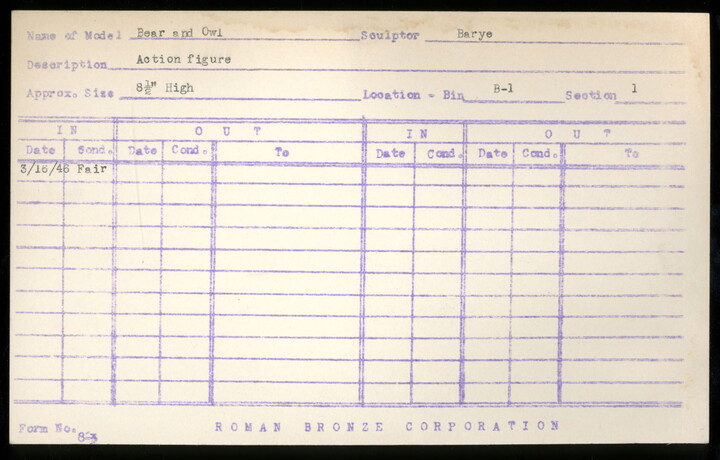 Name of Model Bear and Owl Sculptor Barye
Description Action figure
Approx. Size 8½" High Location - Bin B-1 Section 1
IN OUT IN OUT
Date Cond. Date Cond. To Date Cond. Date Cond. To
3/16/46 Fair
Form No. ROMAN BRONZE CORPORATION